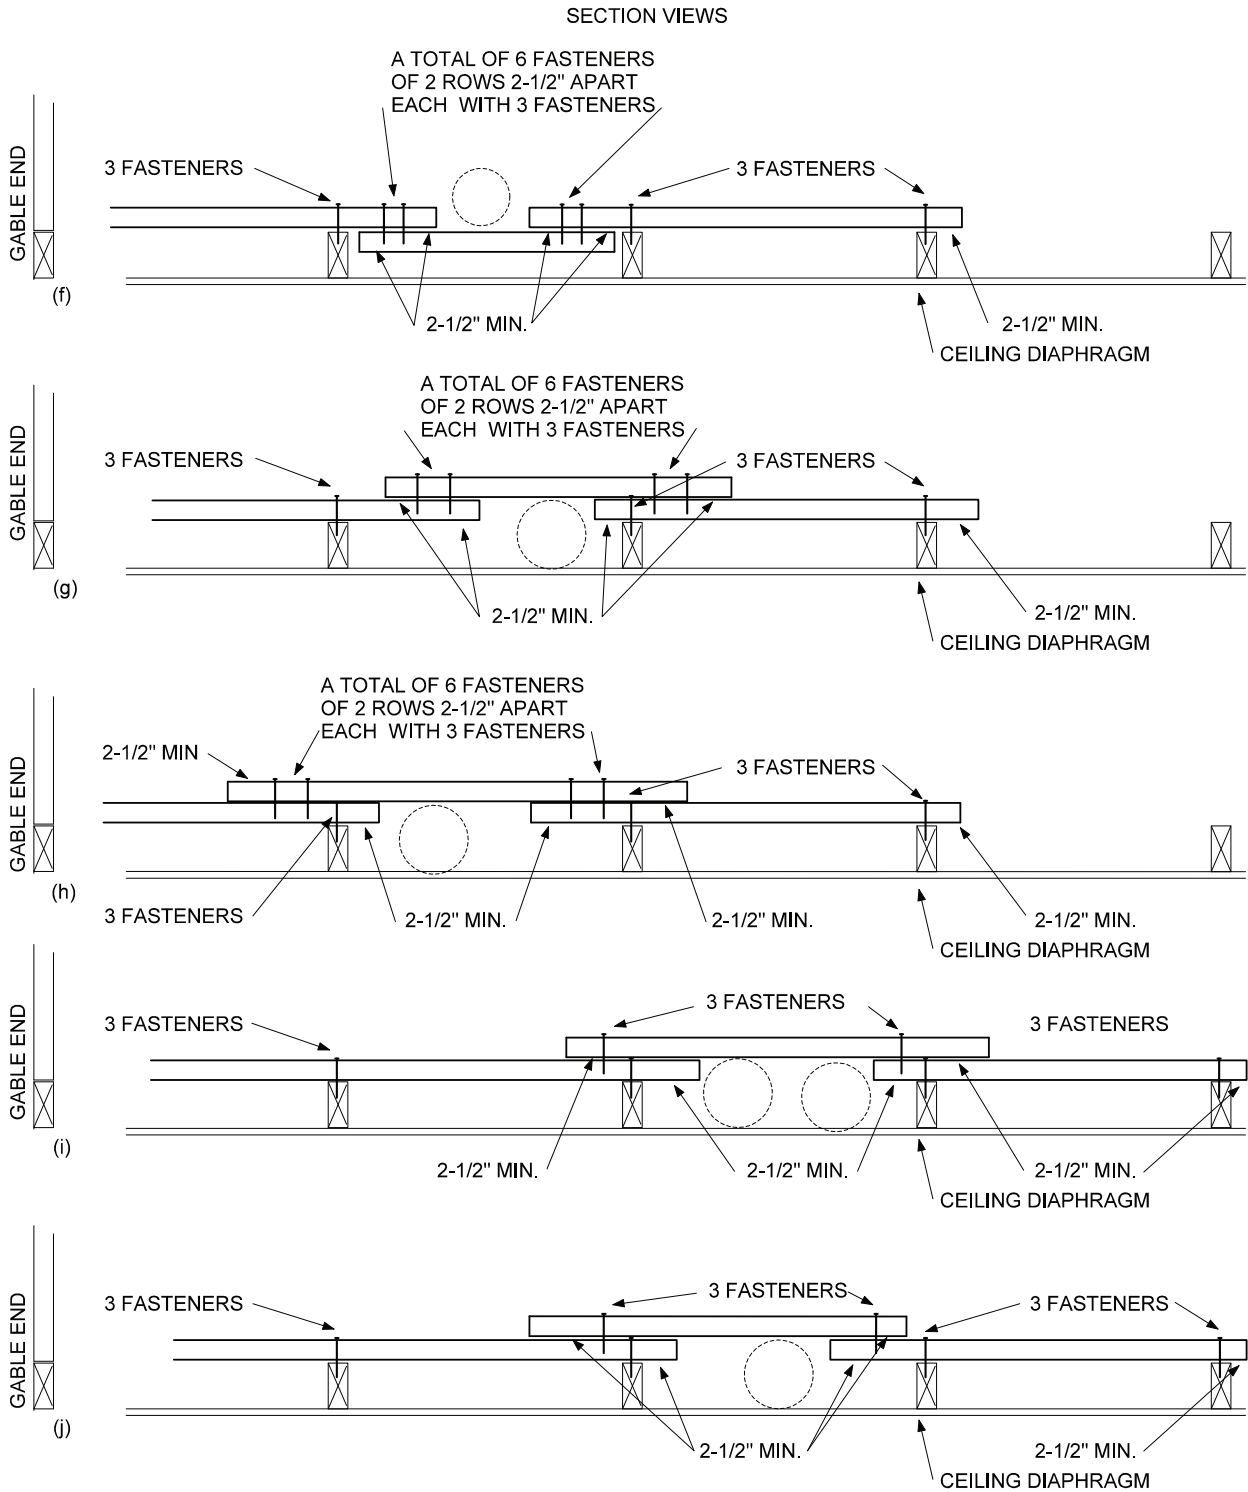 SECTION VIEWS
A TOTAL OF 6 FASTENERS
OF 2 ROWS 2-1/2" APART
EACH WITH 3 FASTENERS
GABLE END
3 FASTENERS
3 FASTENERS
(f)
2-1/2" MIN.
2-1/2" MIN.
CEILING DIAPHRAGM
A TOTAL OF 6 FASTENERS
OF 2 ROWS 2-1/2" APART
EACH WITH 3 FASTENERS
GABLE END
3 FASTENERS
3 FASTENERS
(g)
2-1/2" MIN.
2-1/2" MIN.
CEILING DIAPHRAGM
A TOTAL OF 6 FASTENERS
OF 2 ROWS 2-1/2" APART
EACH WITH 3 FASTENERS
GABLE END
2-1/2" MIN
3 FASTENERS
(h)
3 FASTENERS
2-1/2" MIN.
2-1/2" MIN.
2-1/2" MIN.
CEILING DIAPHRAGM
GABLE END
3 FASTENERS
3 FASTENERS
3 FASTENERS
(i)
2-1/2" MIN.
2-1/2" MIN.
2-1/2" MIN.
CEILING DIAPHRAGM
GABLE END
3 FASTENERS
3 FASTENERS
3 FASTENERS
(j)
2-1/2" MIN.
2-1/2" MIN.
CEILING DIAPHRAGM